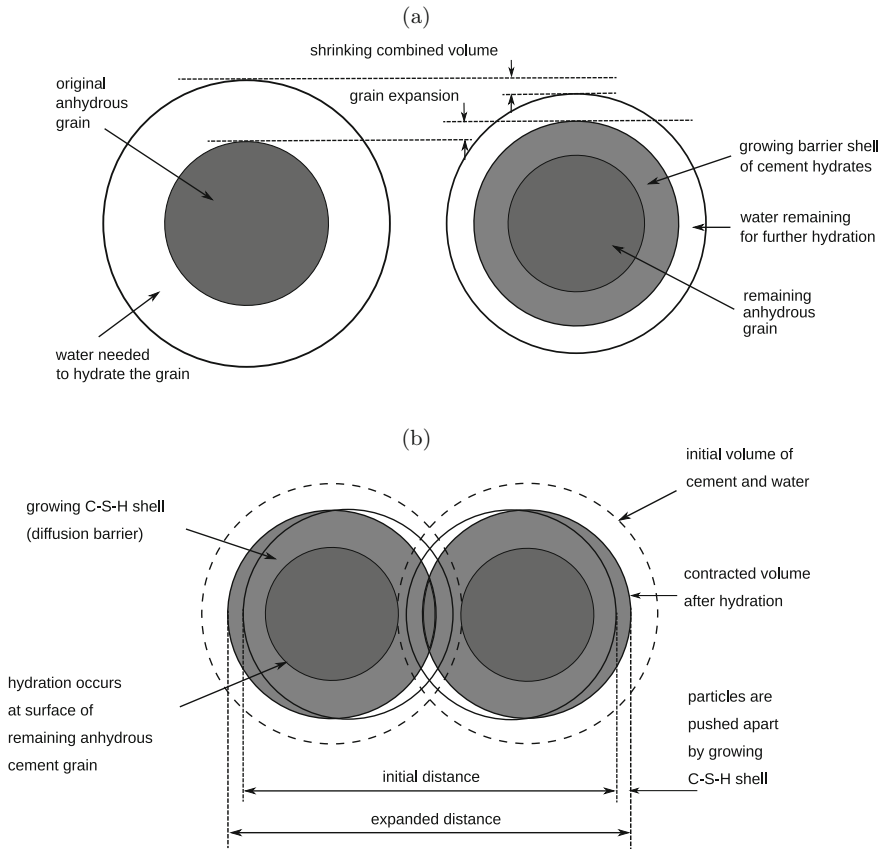 (a)
shrinking combined volume
original
anhydrous
grain
grain expansion
growing barrier shell
of cement hydrates
water remaining
for further hydration
remaining
anhydrous
grain
water needed
to hydrate the grain
(b)
initial volume of
cement and water
growing C-S-H shell
(diffusion barrier)
contracted volume
after hydration
hydration occurs
at surface of
remaining anhydrous
cement grain
particles are
pushed apart
by growing
C-S-H shell
initial distance
expanded distance